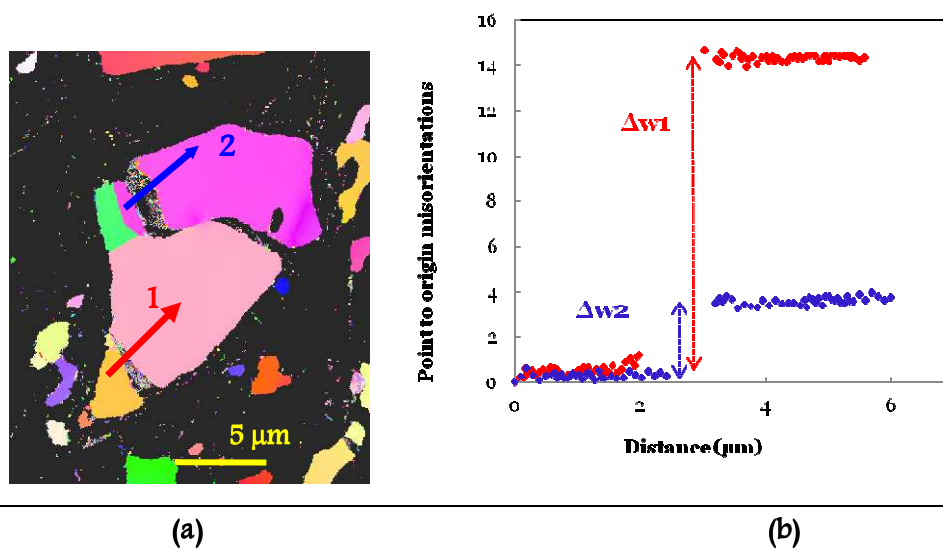 2
1
5 µm
(a)
16
14
12
10
8
6
4
2
0
0
2
4
6
Δw1
Δw2
Point to origin misorientations
Distance(µm)
(b)